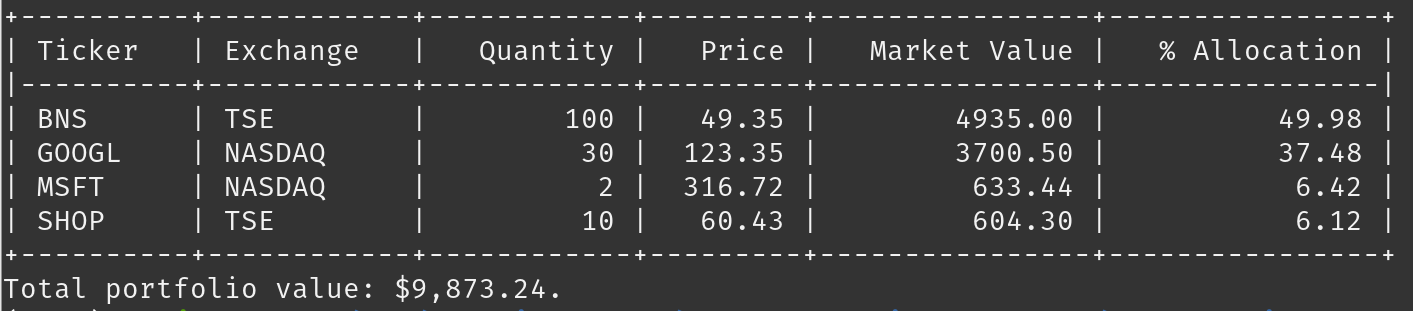 +----------+------------+------------+---------+----------------+----------------+
| Ticker   | Exchange   |   Quantity |   Price |   Market Value |   % Allocation |
|----------+------------+------------+---------+----------------+----------------|
| BNS      | TSE        |        100 |   49.35 |        4935.00 |          49.98 |
| GOOGL    | NASDAQ     |         30 |  123.35 |        3700.50 |          37.48 |
| MSFT     | NASDAQ     |          2 |  316.72 |         633.44 |           6.42 |
| SHOP     | TSE        |         10 |   60.43 |         604.30 |           6.12 |
+----------+------------+------------+---------+----------------+----------------+
Total portfolio value: $9,873.24.